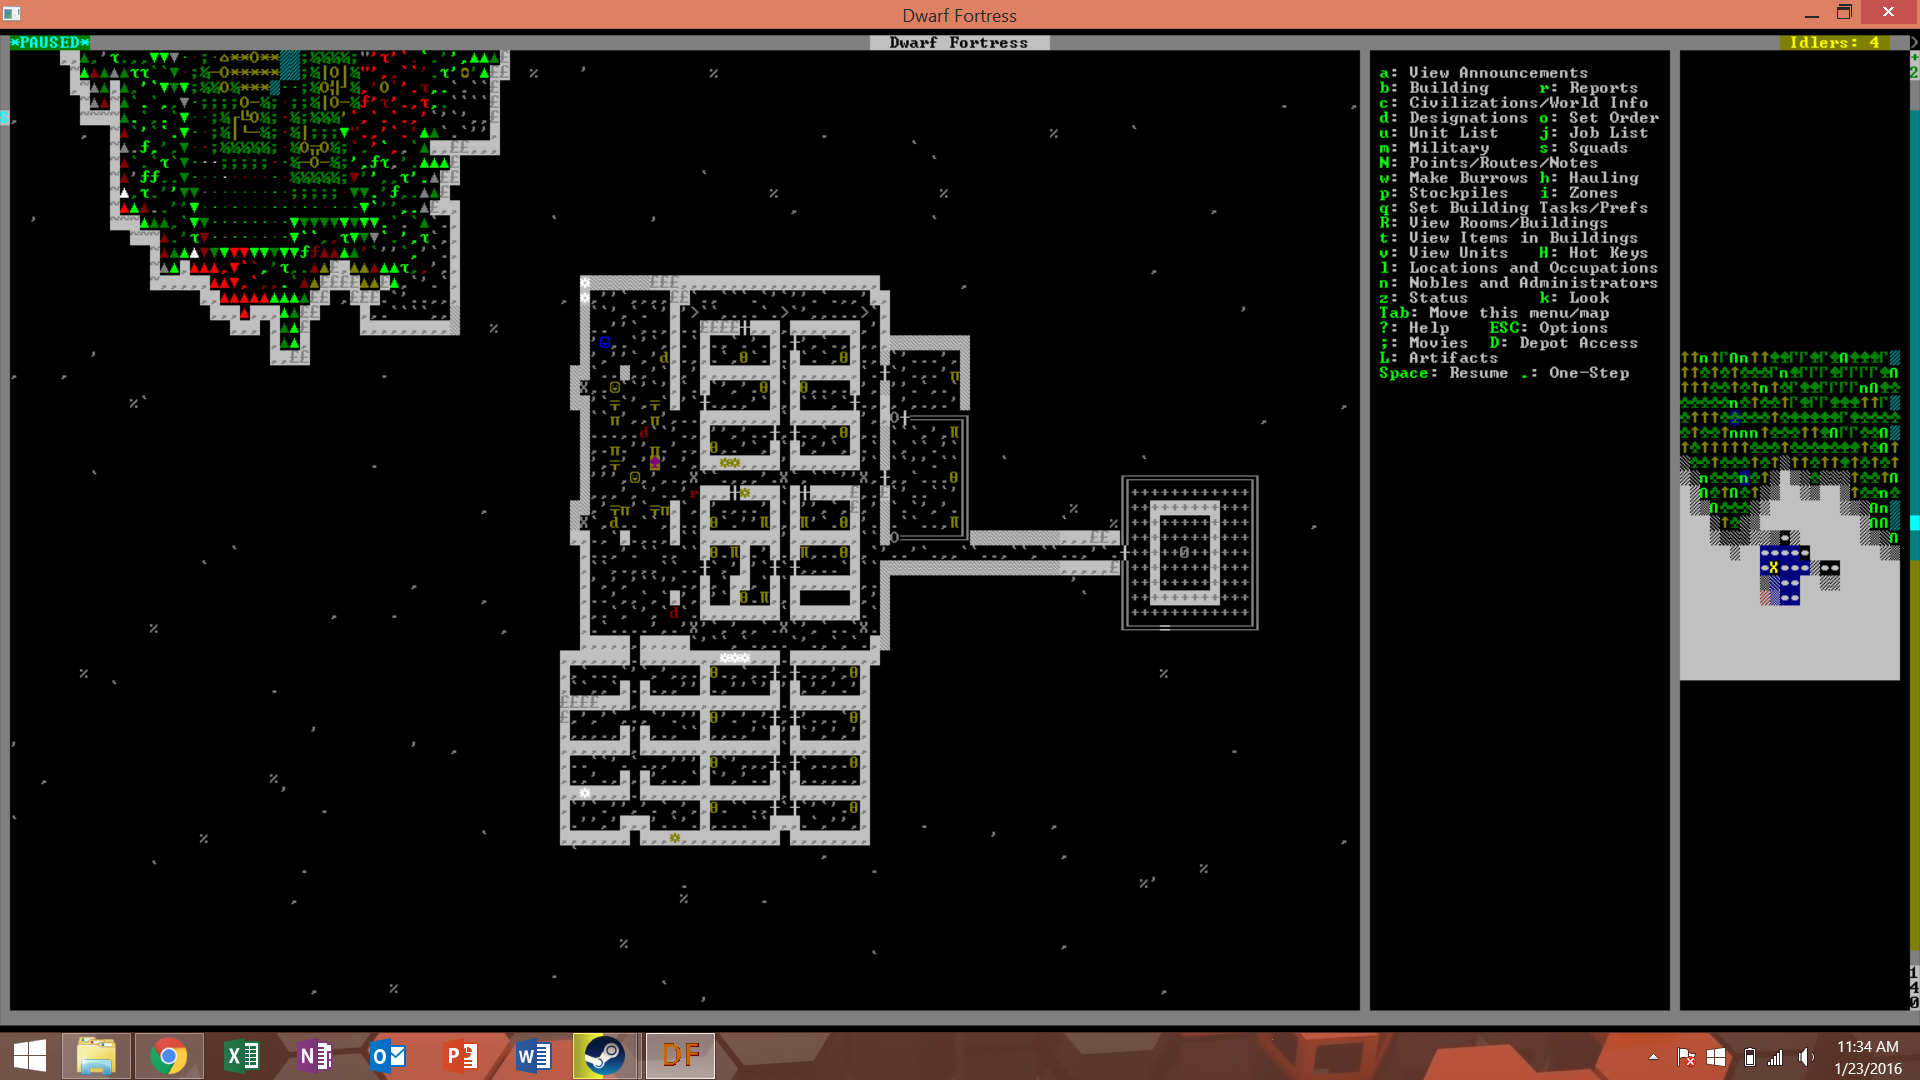 Dwarf Fortress
*PAUSED*
Dwarf Fortress
Idlers: 4
a: View Announcements
b: Building r: Reports
c: Civilizations/World Info
d: Designations o: Set Order
u: Unit List j: Job List
m: Military s: Squads
N: Points/Routes/Notes
w: Make Burrows h: Hauling
p: Stockpiles i: Zones
q: Set Building Tasks/Prefs
R: View Rooms/Buildings
t: View Items in Buildings
v: View Units H: Hot Keys
l: Locations and Occupations
n: Nobles and Administrators
z: Status k: Look
Tab: Move this menu/map
?: Help ESC: Options
;: Movies D: Depot Access
L: Artifacts
Space: Resume .: One-Step
+2
140
DF
11:34 AM
1/23/2016